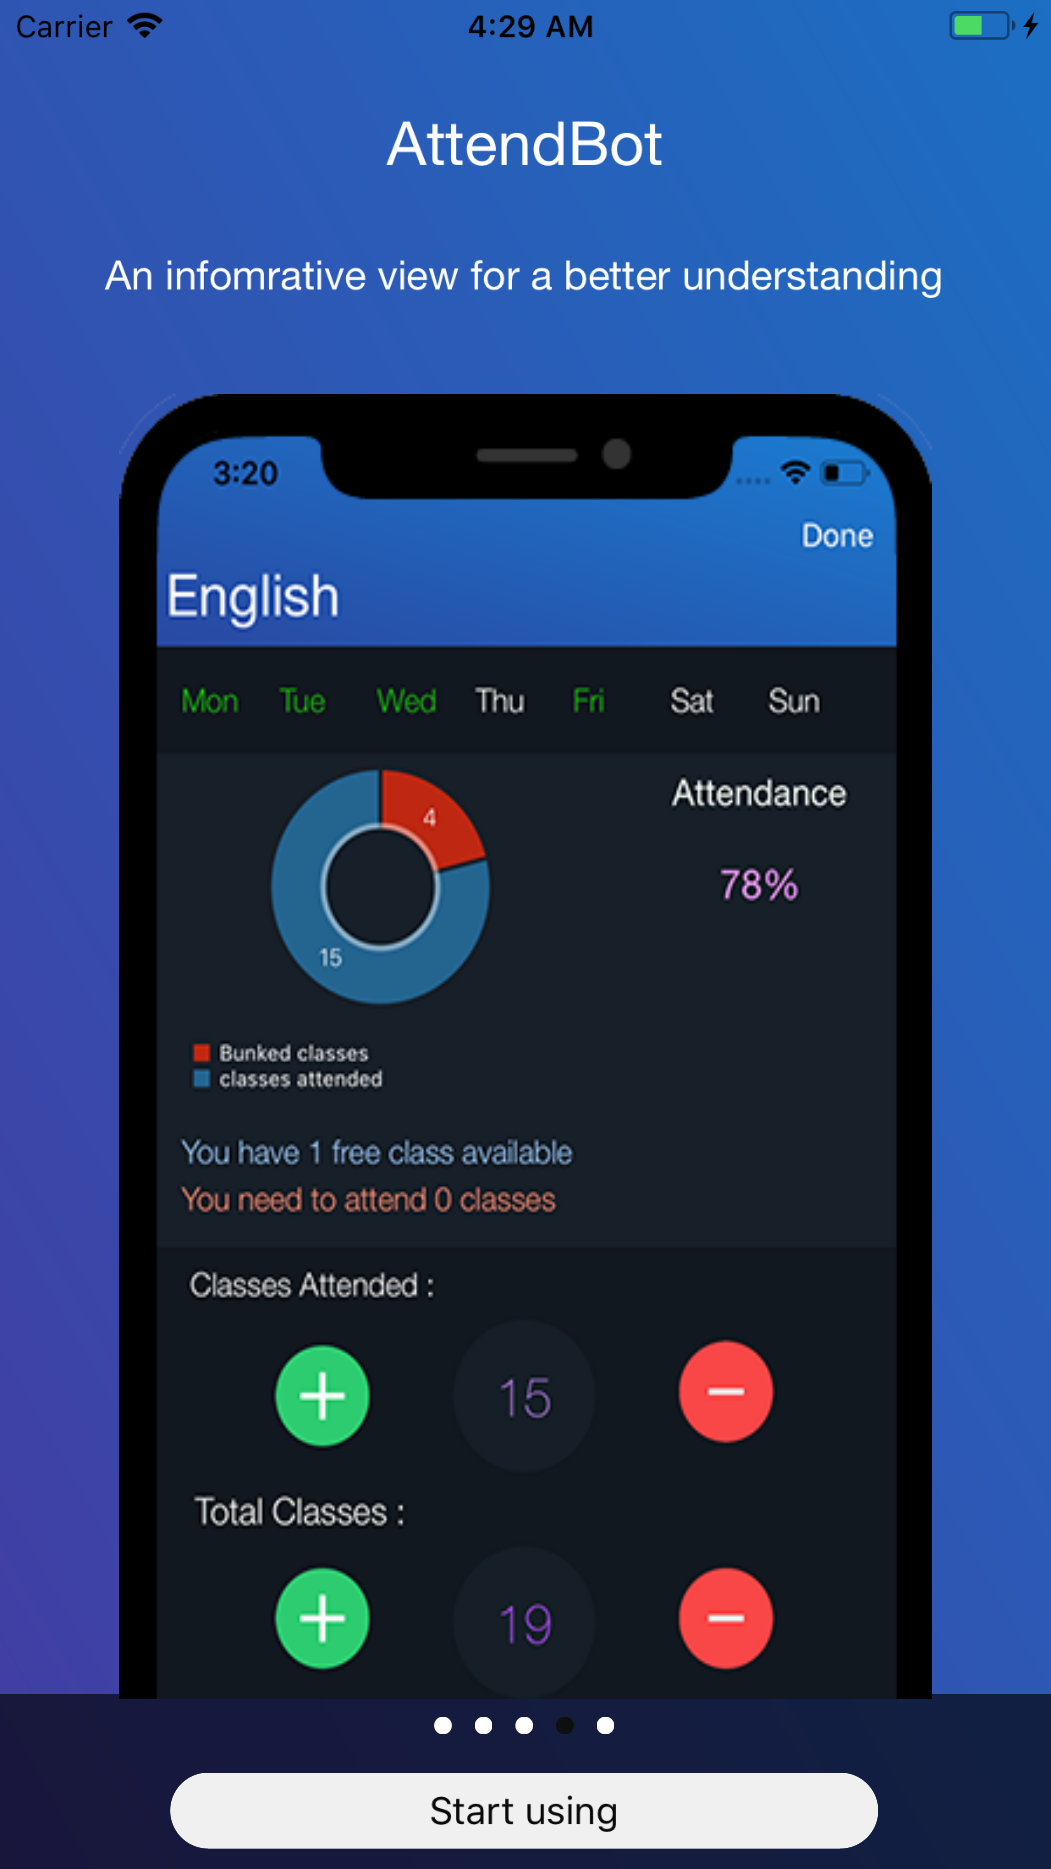 Carrier 4:29 AM
AttendBot
An infomrative view for a better understanding
3:20
Done
English
Mon Tue Wed Thu Fri Sat Sun
Attendance
4
78%
15
Bunked classes
classes attended
You have 1 free class available
You need to attend 0 classes
Classes Attended :
+ 15 −
Total Classes :
+ 19 −
Start using